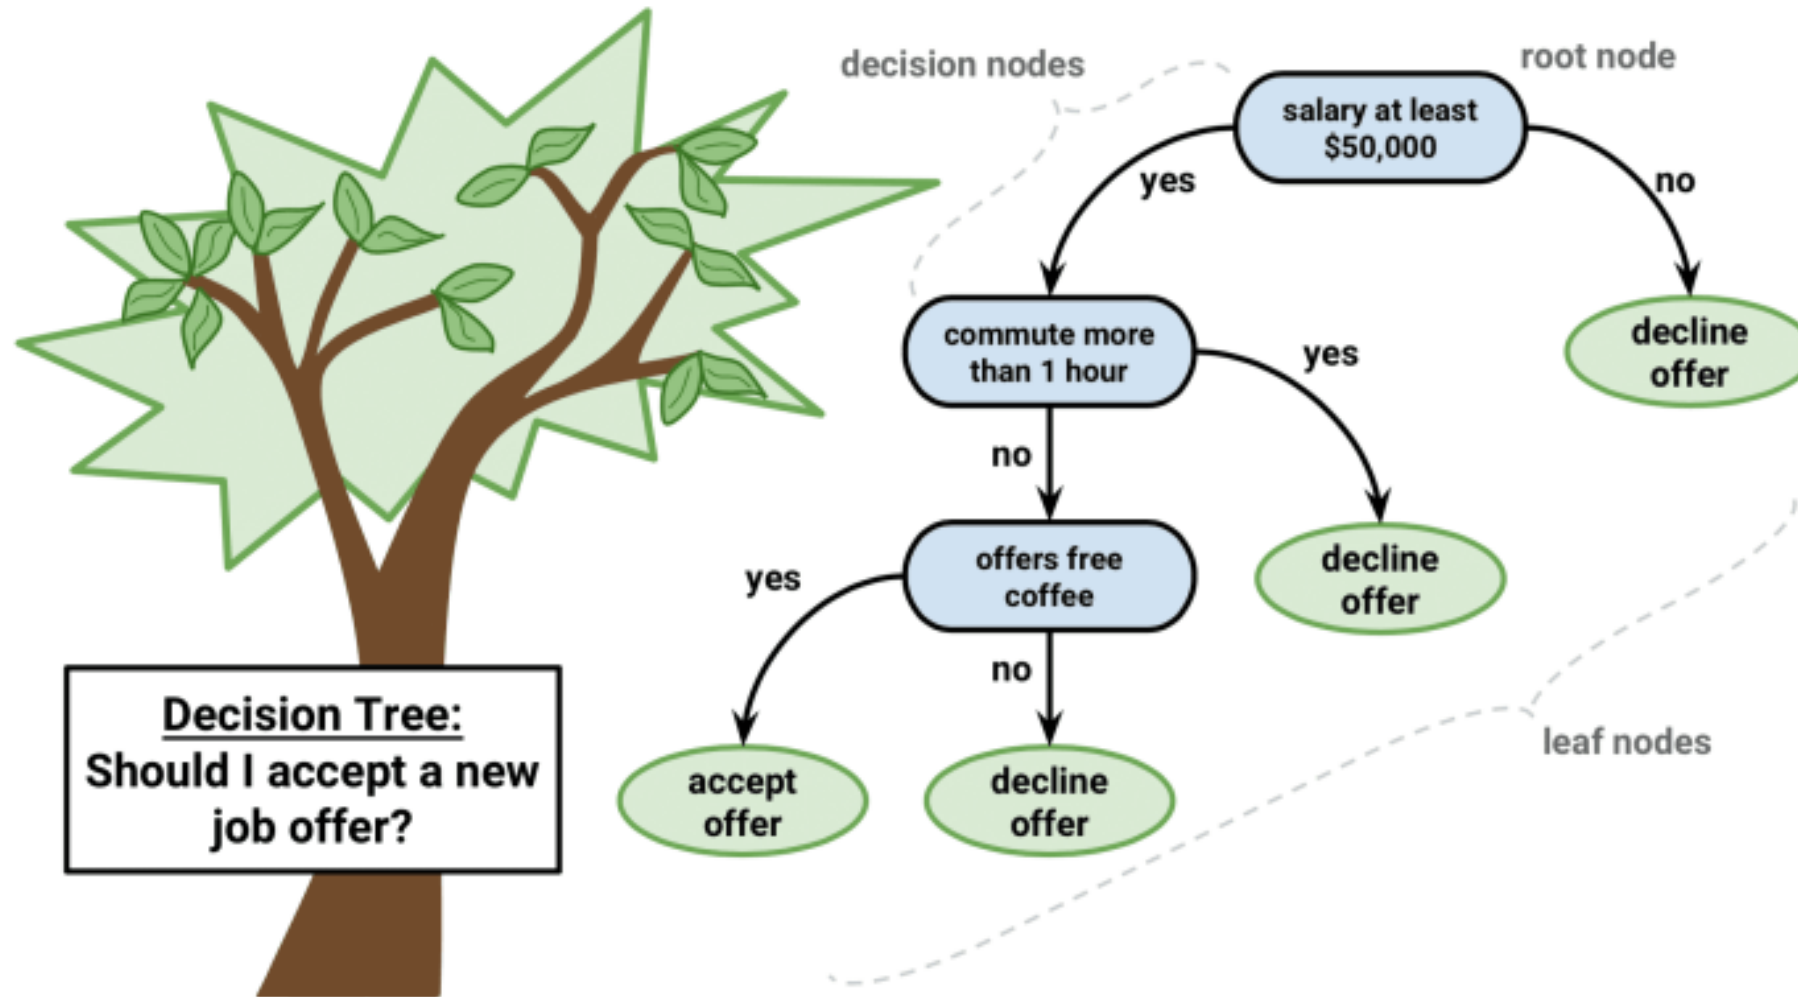 decision nodes
root node
salary at least
$50,000
yes
no
commute more
than 1 hour
yes
decline
offer
no
offers free
coffee
yes
decline
offer
no
accept
offer
decline
offer
leaf nodes
Decision Tree:
Should I accept a new
job offer?